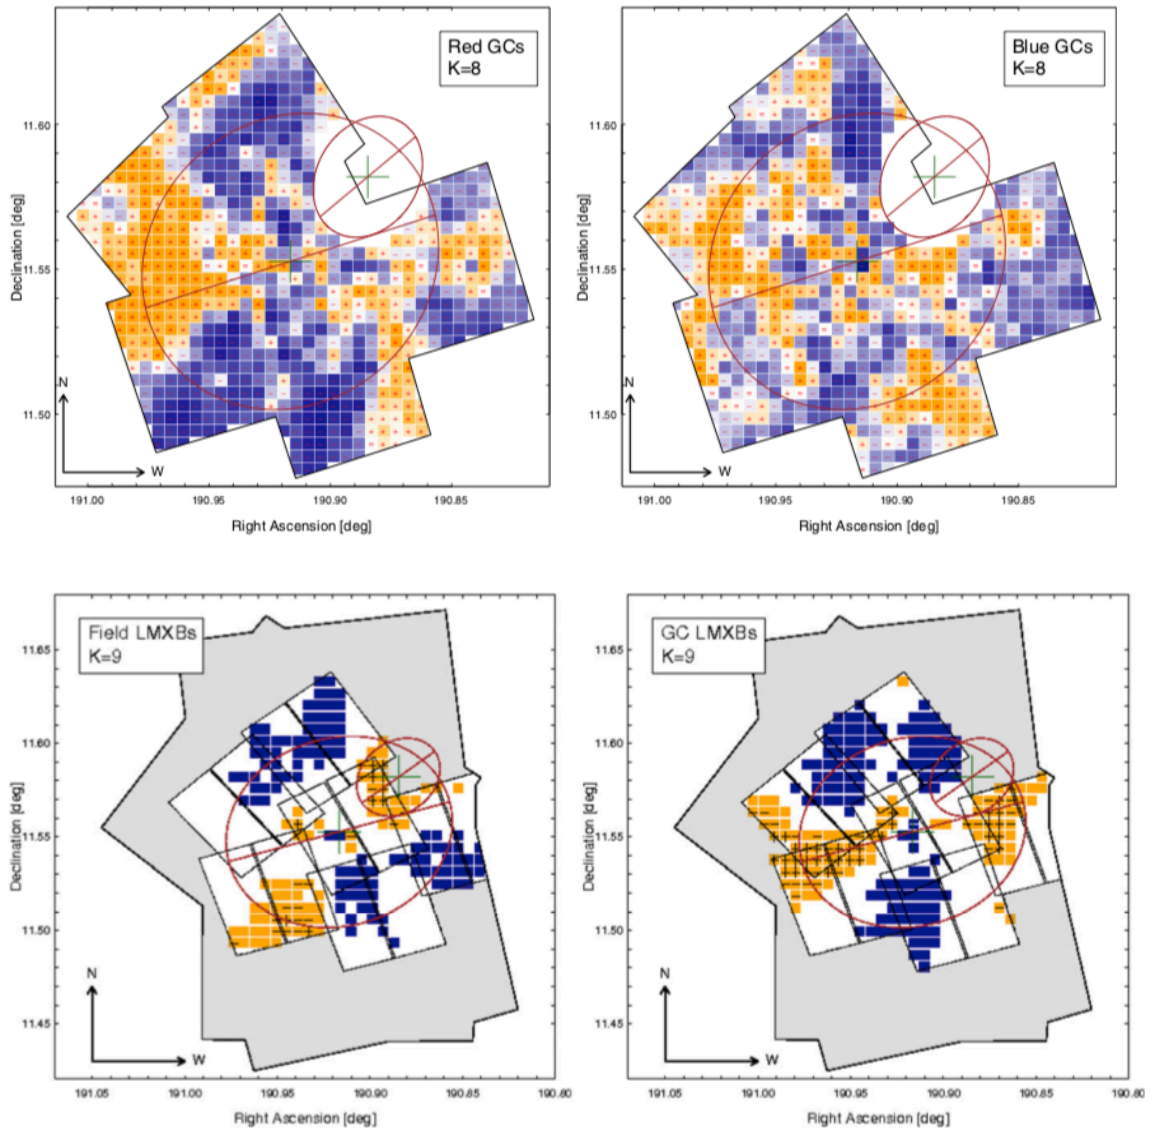 Red GCs
K=8
11.60
11.55
11.50
Declination [deg]
N
W
191.00
190.95
190.90
190.85
Right Ascension [deg]
Blue GCs
K=8
11.60
11.55
11.50
Declination [deg]
N
W
191.00
190.95
190.90
190.85
Right Ascension [deg]
Field LMXBs
K=9
11.65
11.60
11.55
11.50
11.45
Declination [deg]
N
W
191.05
191.00
190.95
190.90
190.85
190.80
Right Ascension [deg]
GC LMXBs
K=9
11.65
11.60
11.55
11.50
11.45
Declination [deg]
N
W
191.05
191.00
190.95
190.90
190.85
190.80
Right Ascension [deg]